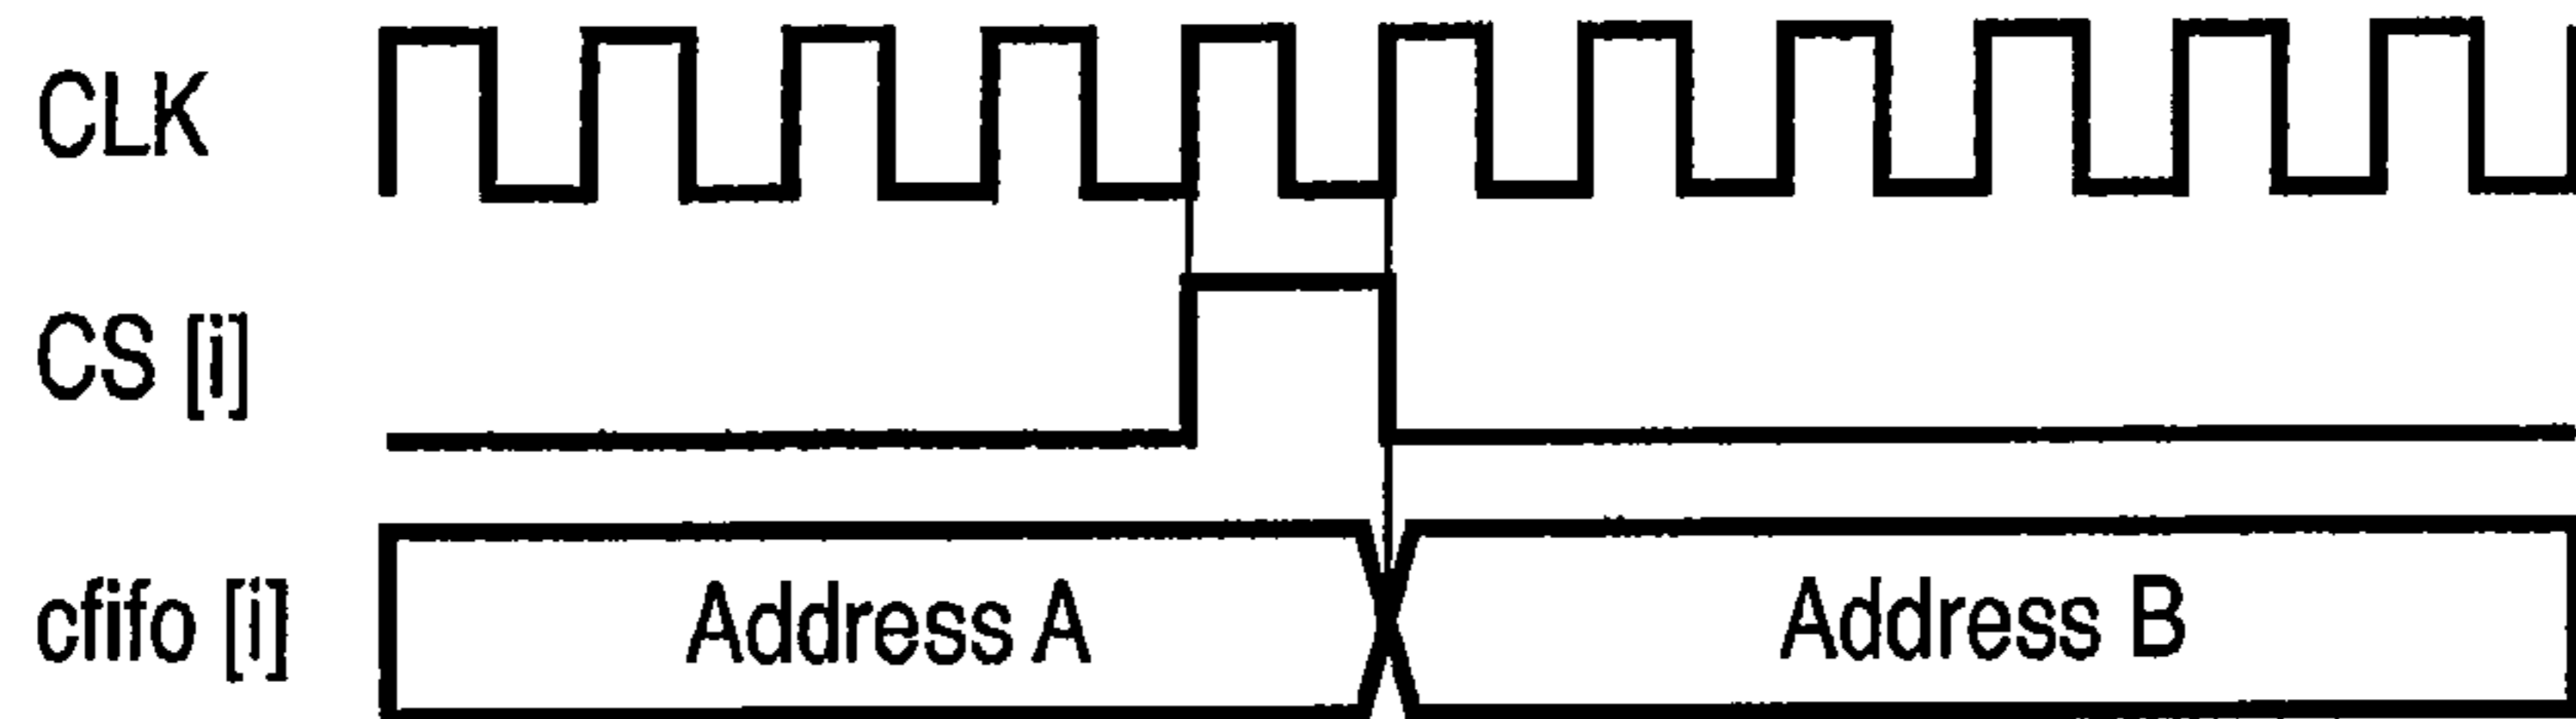 CLK
CS [i]
cfifo [i] Address A Address B